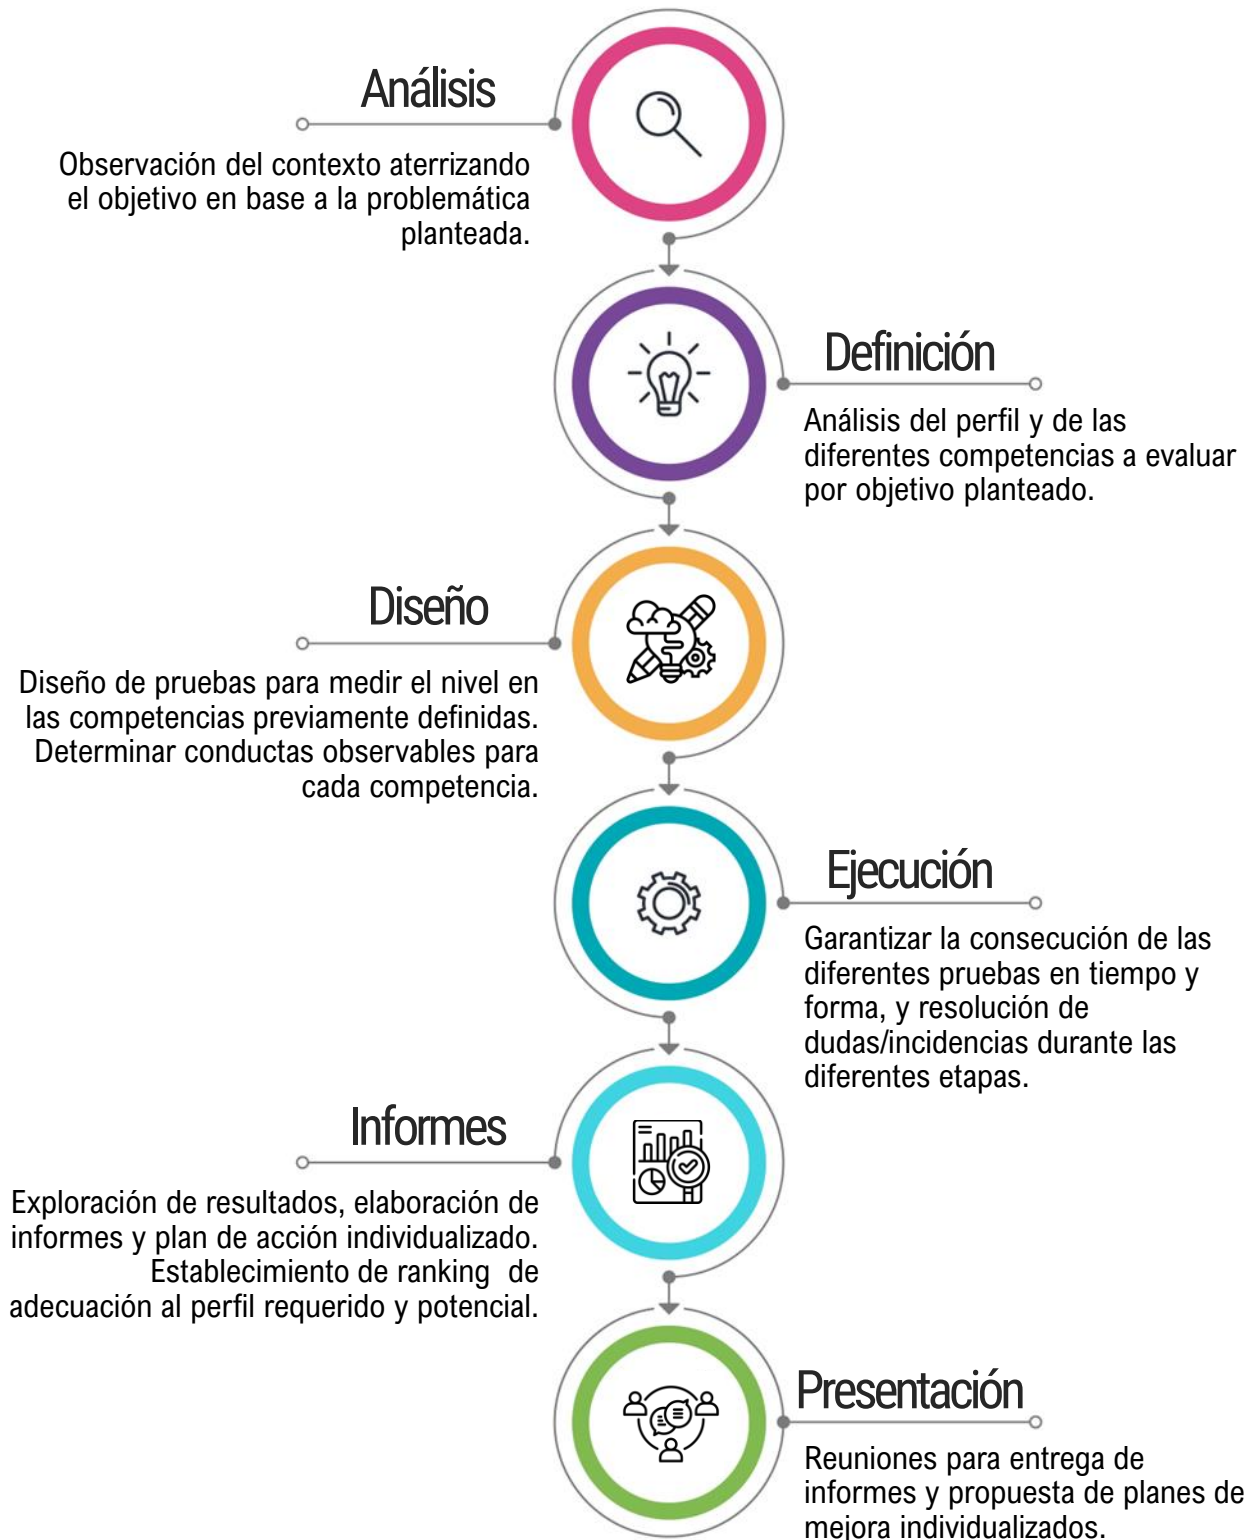 Análisis
Observación del contexto aterrizando
el objetivo en base a la problemática
planteada.
Definición
Análisis del perfil y de las
diferentes competencias a evaluar
por objetivo planteado.
Diseño
Diseño de pruebas para medir el nivel en
las competencias previamente definidas.
Determinar conductas observables para
cada competencia.
Ejecución
Garantizar la consecución de las
diferentes pruebas en tiempo y
forma, y resolución de
dudas/incidencias durante las
diferentes etapas.
Informes
Exploración de resultados, elaboración de
informes y plan de acción individualizado.
Establecimiento de ranking  de
adecuación al perfil requerido y potencial.
Presentación
Reuniones para entrega de
informes y propuesta de planes de
mejora individualizados.